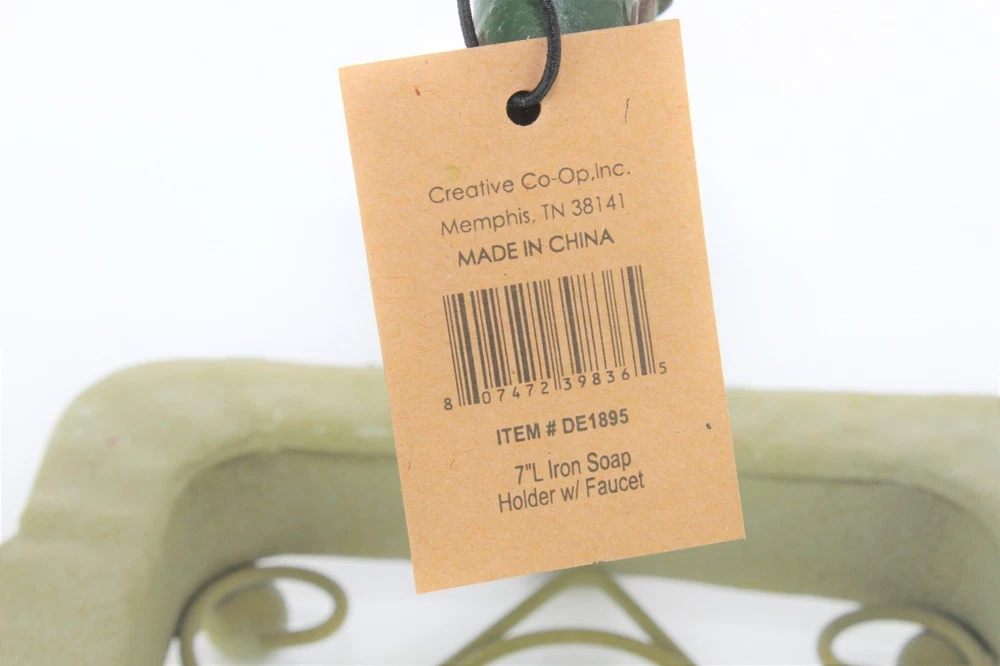 Creative Co-Op,Inc.
Memphis, TN 38141
MADE IN CHINA
8 07472 39836 5
ITEM # DE1895
7"L Iron Soap
Holder w/ Faucet